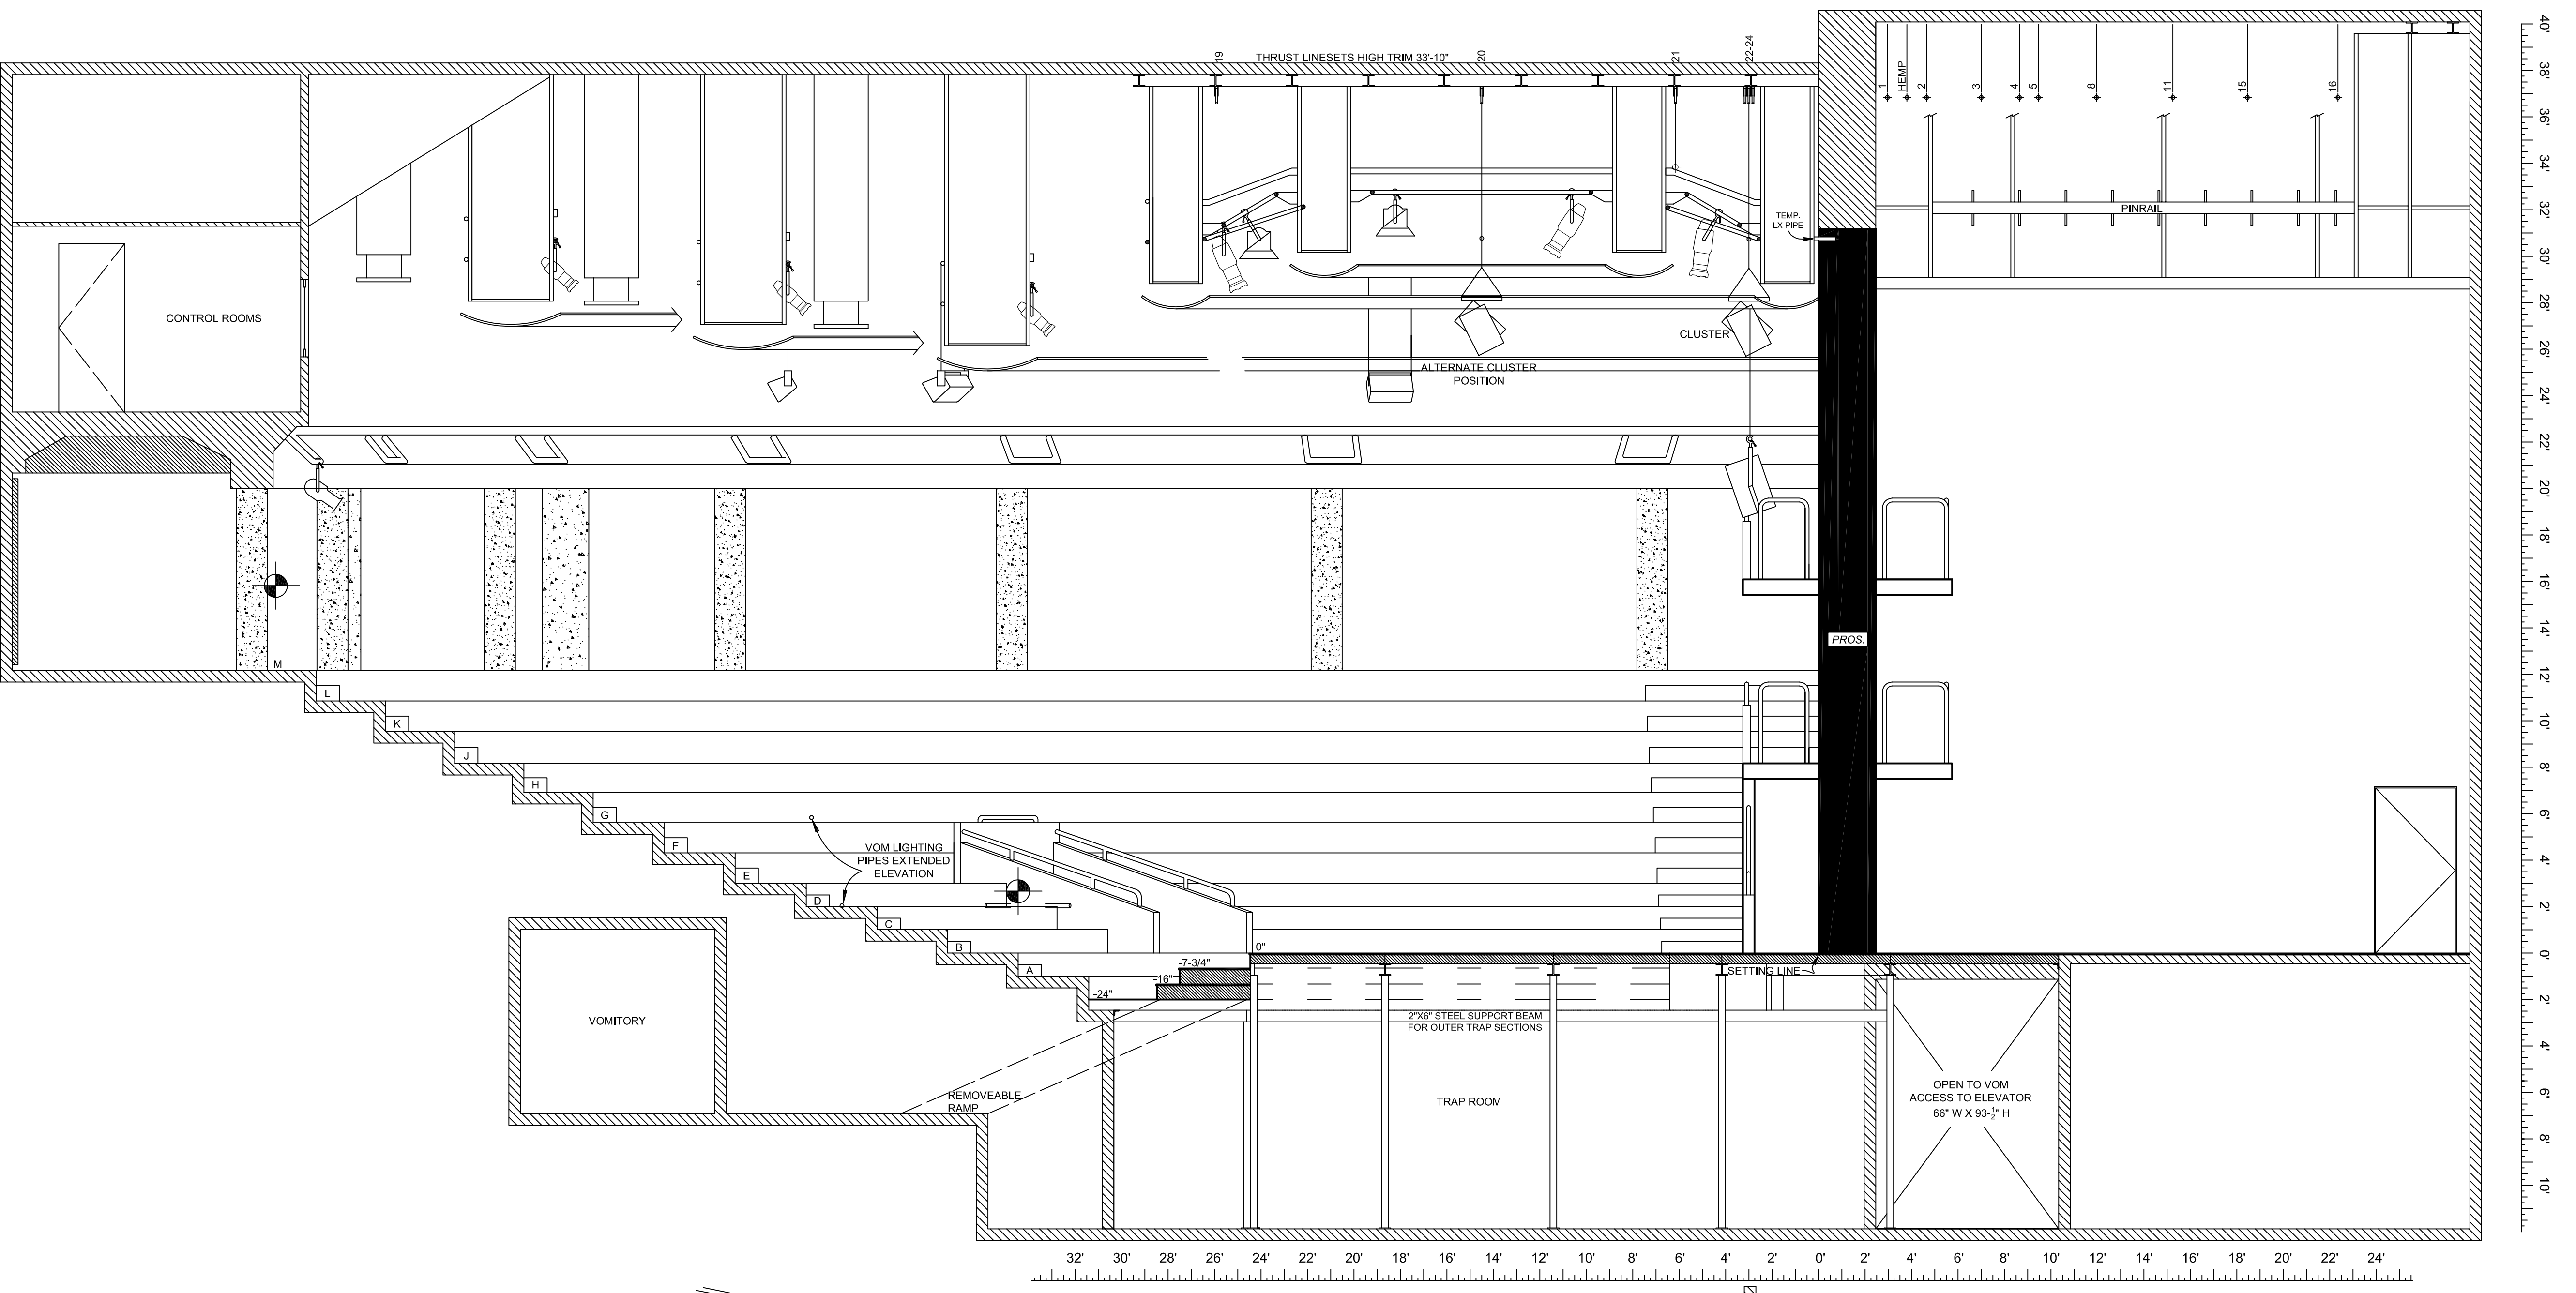 THRUST LINESETS HIGH TRIM 33'-10"
19
20
21
22-24
1
HEMP
2
3
4
5
8
11
15
16
PINRAIL
TEMP.
LX PIPE
CONTROL ROOMS
CLUSTER
ALTERNATE CLUSTER
POSITION
PROS.
M
L
K
J
H
G
F
E
D
C
B
A
VOM LIGHTING
PIPES EXTENDED
ELEVATION
0"
-7-3/4"
-16"
-24"
SETTING LINE
2"X6" STEEL SUPPORT BEAM
FOR OUTER TRAP SECTIONS
VOMITORY
REMOVEABLE
RAMP
TRAP ROOM
OPEN TO VOM
ACCESS TO ELEVATOR
66" W X 93-1/2" H
40'
38'
36'
34'
32'
30'
28'
26'
24'
22'
20'
18'
16'
14'
12'
10'
8'
6'
4'
2'
0'
2'
4'
6'
8'
10'
32' 30' 28' 26' 24' 22' 20' 18' 16' 14' 12' 10' 8' 6' 4' 2' 0' 2' 4' 6' 8' 10' 12' 14' 16' 18' 20' 22' 24'